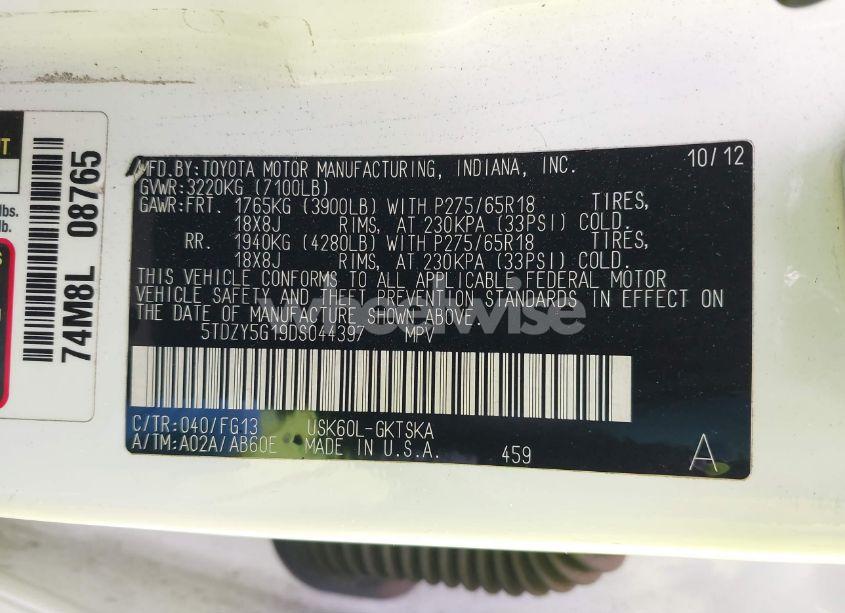 MFD.BY:TOYOTA MOTOR MANUFACTURING, INDIANA, INC. 10/12
GVWR:3220KG (7100LB)
GAWR:FRT. 1765KG (3900LB) WITH P275/65R18 TIRES,
18X8J RIMS, AT 230KPA (33PSI) COLD.
RR. 1940KG (4280LB) WITH P275/65R18 TIRES,
18X8J RIMS, AT 230KPA (33PSI) COLD.
THIS VEHICLE CONFORMS TO ALL APPLICABLE FEDERAL MOTOR
VEHICLE SAFETY AND THEFT PREVENTION STANDARDS IN EFFECT ON
THE DATE OF MANUFACTURE SHOWN ABOVE.
5TDZY5G19DS044397 MPV
C/TR:040/FG13 USK60L-GKTSKA
A/TM:A02A/AB60E MADE IN U.S.A. 459 A
74M8L 08765
lbs.
lb.